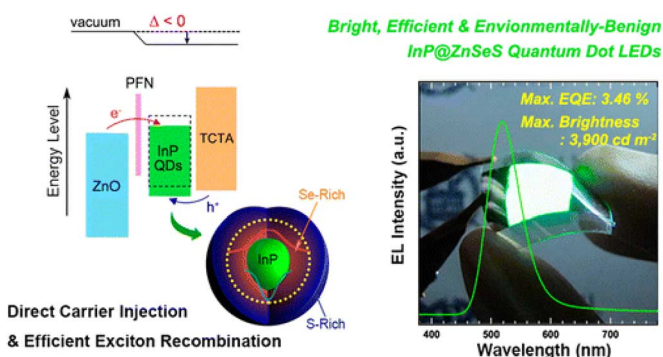 vacuum
Δ < 0
Energy Level
PFN
e-
ZnO
InP
QDs
TCTA
h+
Se-Rich
InP
S-Rich
Direct Carrier Injection
& Efficient Exciton Recombination
Bright, Efficient & Envionmentally-Benign
InP@ZnSeS Quantum Dot LEDs
Max. EQE: 3.46 %
Max. Brightness
: 3,900 cd m⁻²
EL Intensity (a.u.)
400 500 600 700
Wavelength (nm)